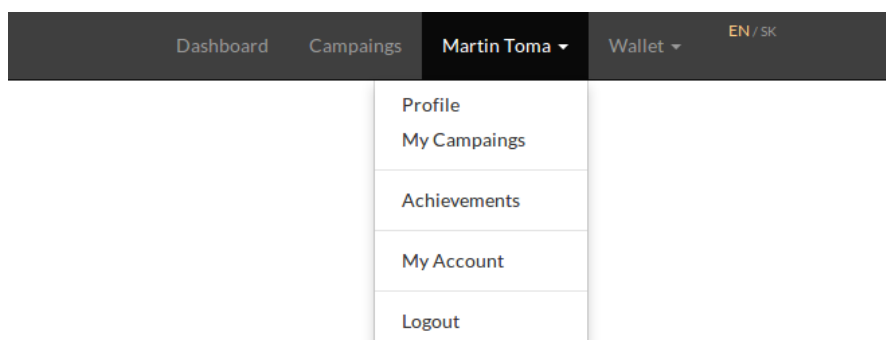 Dashboard Campaings Martin Toma Wallet EN / SK
Profile
My Campaings
Achievements
My Account
Logout